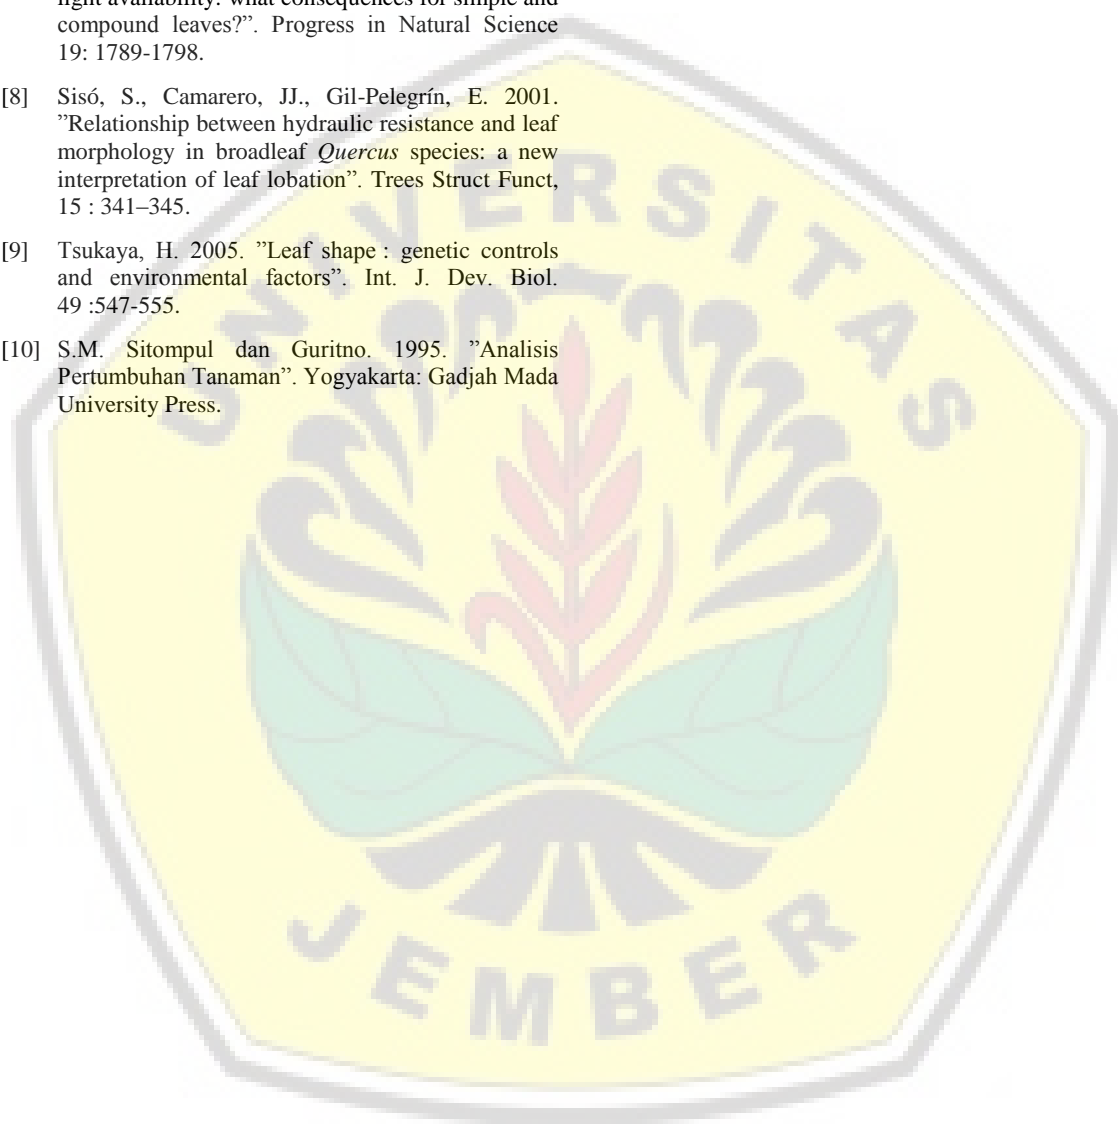 light availability: what consequences for simple and
compound leaves?”. Progress in Natural Science
19: 1789-1798.
[8] Sisó, S., Camarero, JJ., Gil-Pelegrín, E. 2001.
”Relationship between hydraulic resistance and leaf
morphology in broadleaf Quercus species: a new
interpretation of leaf lobation”. Trees Struct Funct,
15 : 341–345.
[9] Tsukaya, H. 2005. ”Leaf shape : genetic controls
and environmental factors”. Int. J. Dev. Biol.
49 :547-555.
[10] S.M. Sitompul dan Guritno. 1995. ”Analisis
Pertumbuhan Tanaman”. Yogyakarta: Gadjah Mada
University Press.
UNIVERSITAS
JEMBER